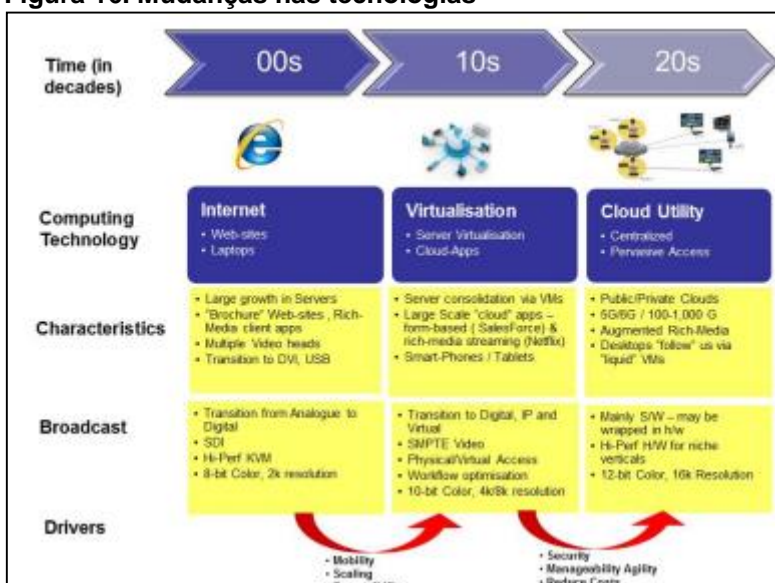 Figura 10. Mudanças nas tecnologias
Time (in
decades)
00s
10s
20s
Computing
Technology
Internet
• Web-sites
• Laptops
Virtualisation
• Server Virtualisation
• Cloud-Apps
Cloud Utility
• Centralized
• Pervasive Access
Characteristics
• Large growth in Servers
• "Brochure" Web-sites, Rich-
Media client apps
• Multiple Video heads
• Transition to DVI, USB
• Server consolidation via VMs
• Large Scale "cloud" apps –
form-based ( SalesForce) &
rich-media streaming (Netflix)
• Smart-Phones / Tablets
• Public/Private Clouds
• 5G/6G / 100-1,000 G
• Augmented Rich-Media
• Desktops "follow" us via
"liquid" VMs
Broadcast
• Transition from Analogue to
Digital
• SDI
• Hi-Perf KVM
• 8-bit Color, 2k resolution
• Transition to Digital, IP and
Virtual
• SMPTE Video
• Physical/Virtual Access
• Workflow optimisation
• 10-bit Color, 4k/8k resolution
• Mainly S/W – may be
wrapped in h/w
• Hi-Perf H/W for niche
verticals
• 12-bit Color, 16k Resolution
Drivers
• Mobility
• Scaling
• Security
• Manageability Agility
• Reduce Costs